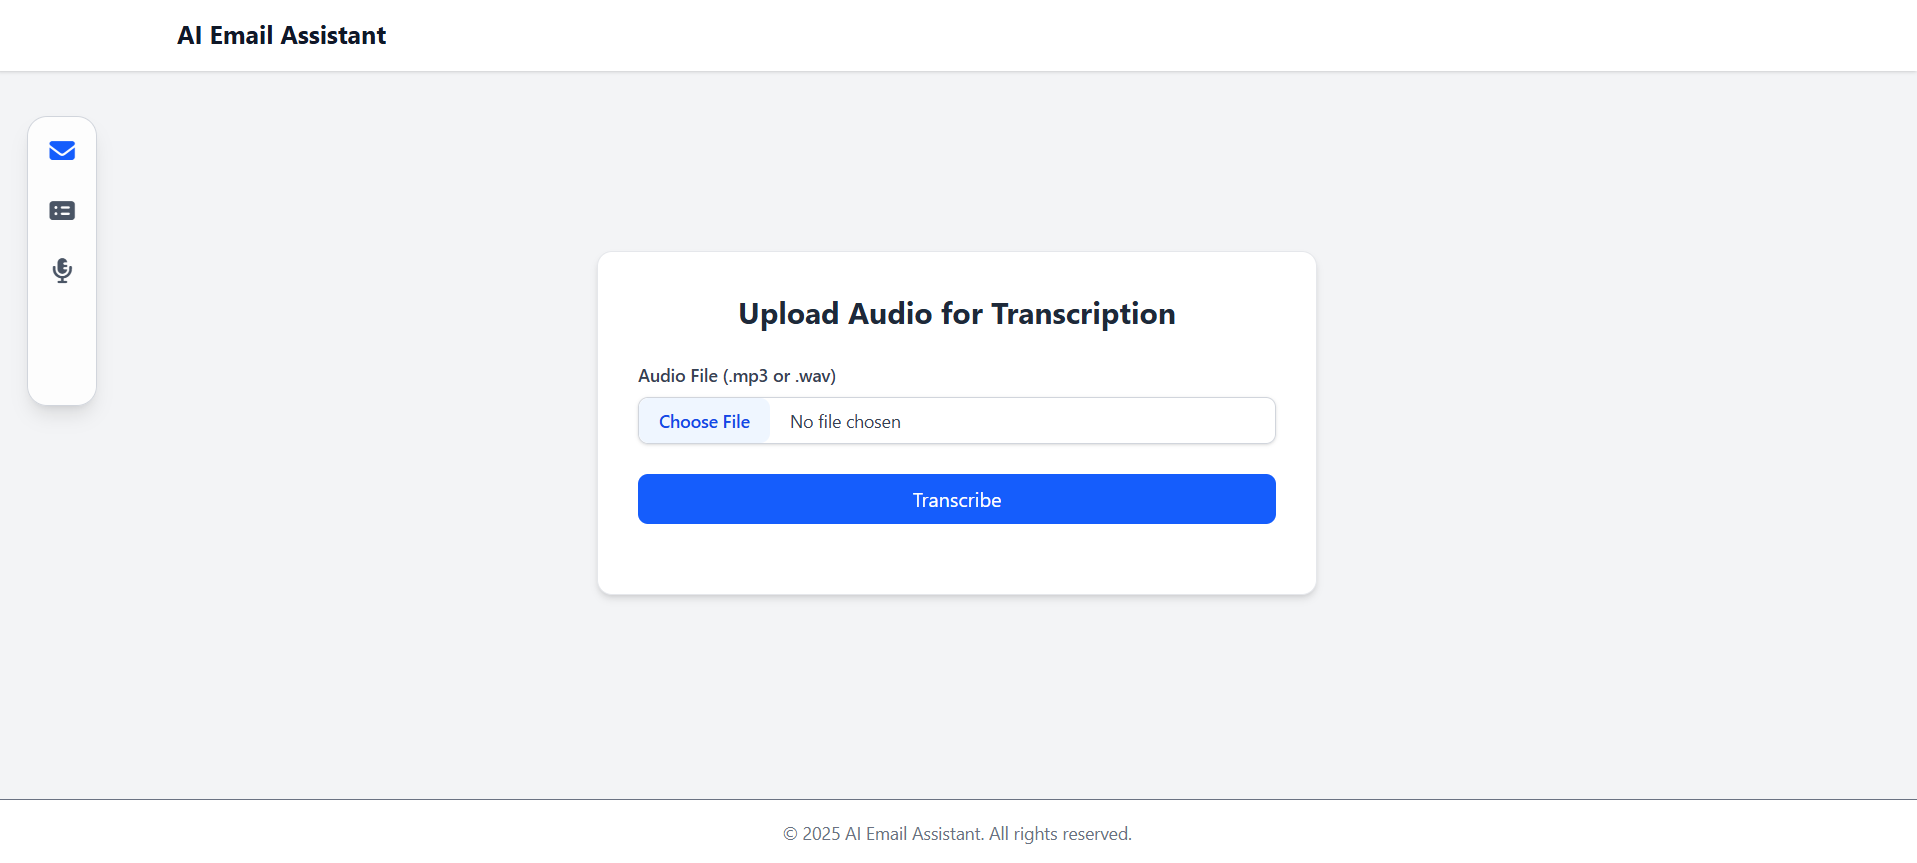 AI Email Assistant
Upload Audio for Transcription
Audio File (.mp3 or .wav)
Choose File No file chosen
Transcribe
© 2025 AI Email Assistant. All rights reserved.